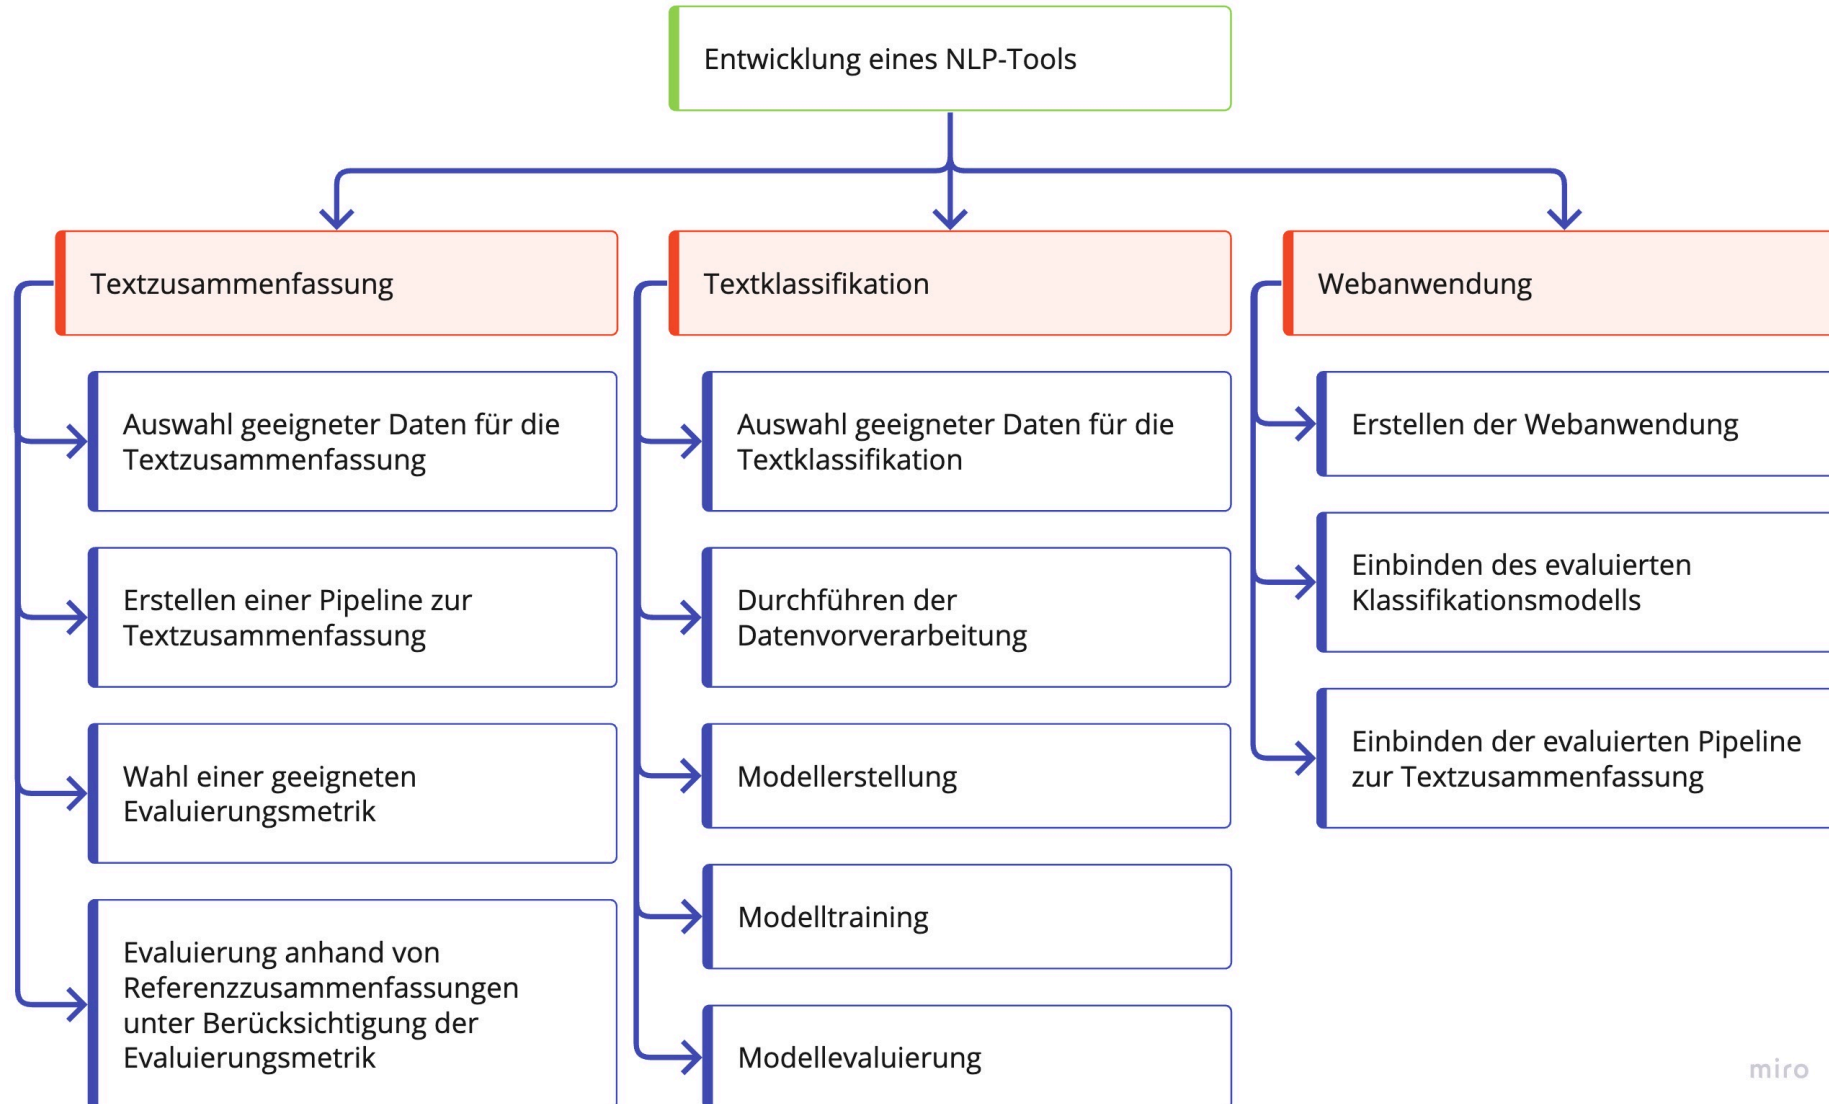 Entwicklung eines NLP-Tools
Textzusammenfassung
Auswahl geeigneter Daten für die
Textzusammenfassung
Erstellen einer Pipeline zur
Textzusammenfassung
Wahl einer geeigneten
Evaluierungsmetrik
Evaluierung anhand von
Referenzzusammenfassungen
unter Berücksichtigung der
Evaluierungsmetrik
Textklassifikation
Auswahl geeigneter Daten für die
Textklassifikation
Durchführen der
Datenvorverarbeitung
Modellerstellung
Modelltraining
Modellevaluierung
Webanwendung
Erstellen der Webanwendung
Einbinden des evaluierten
Klassifikationsmodells
Einbinden der evaluierten Pipeline
zur Textzusammenfassung
miro